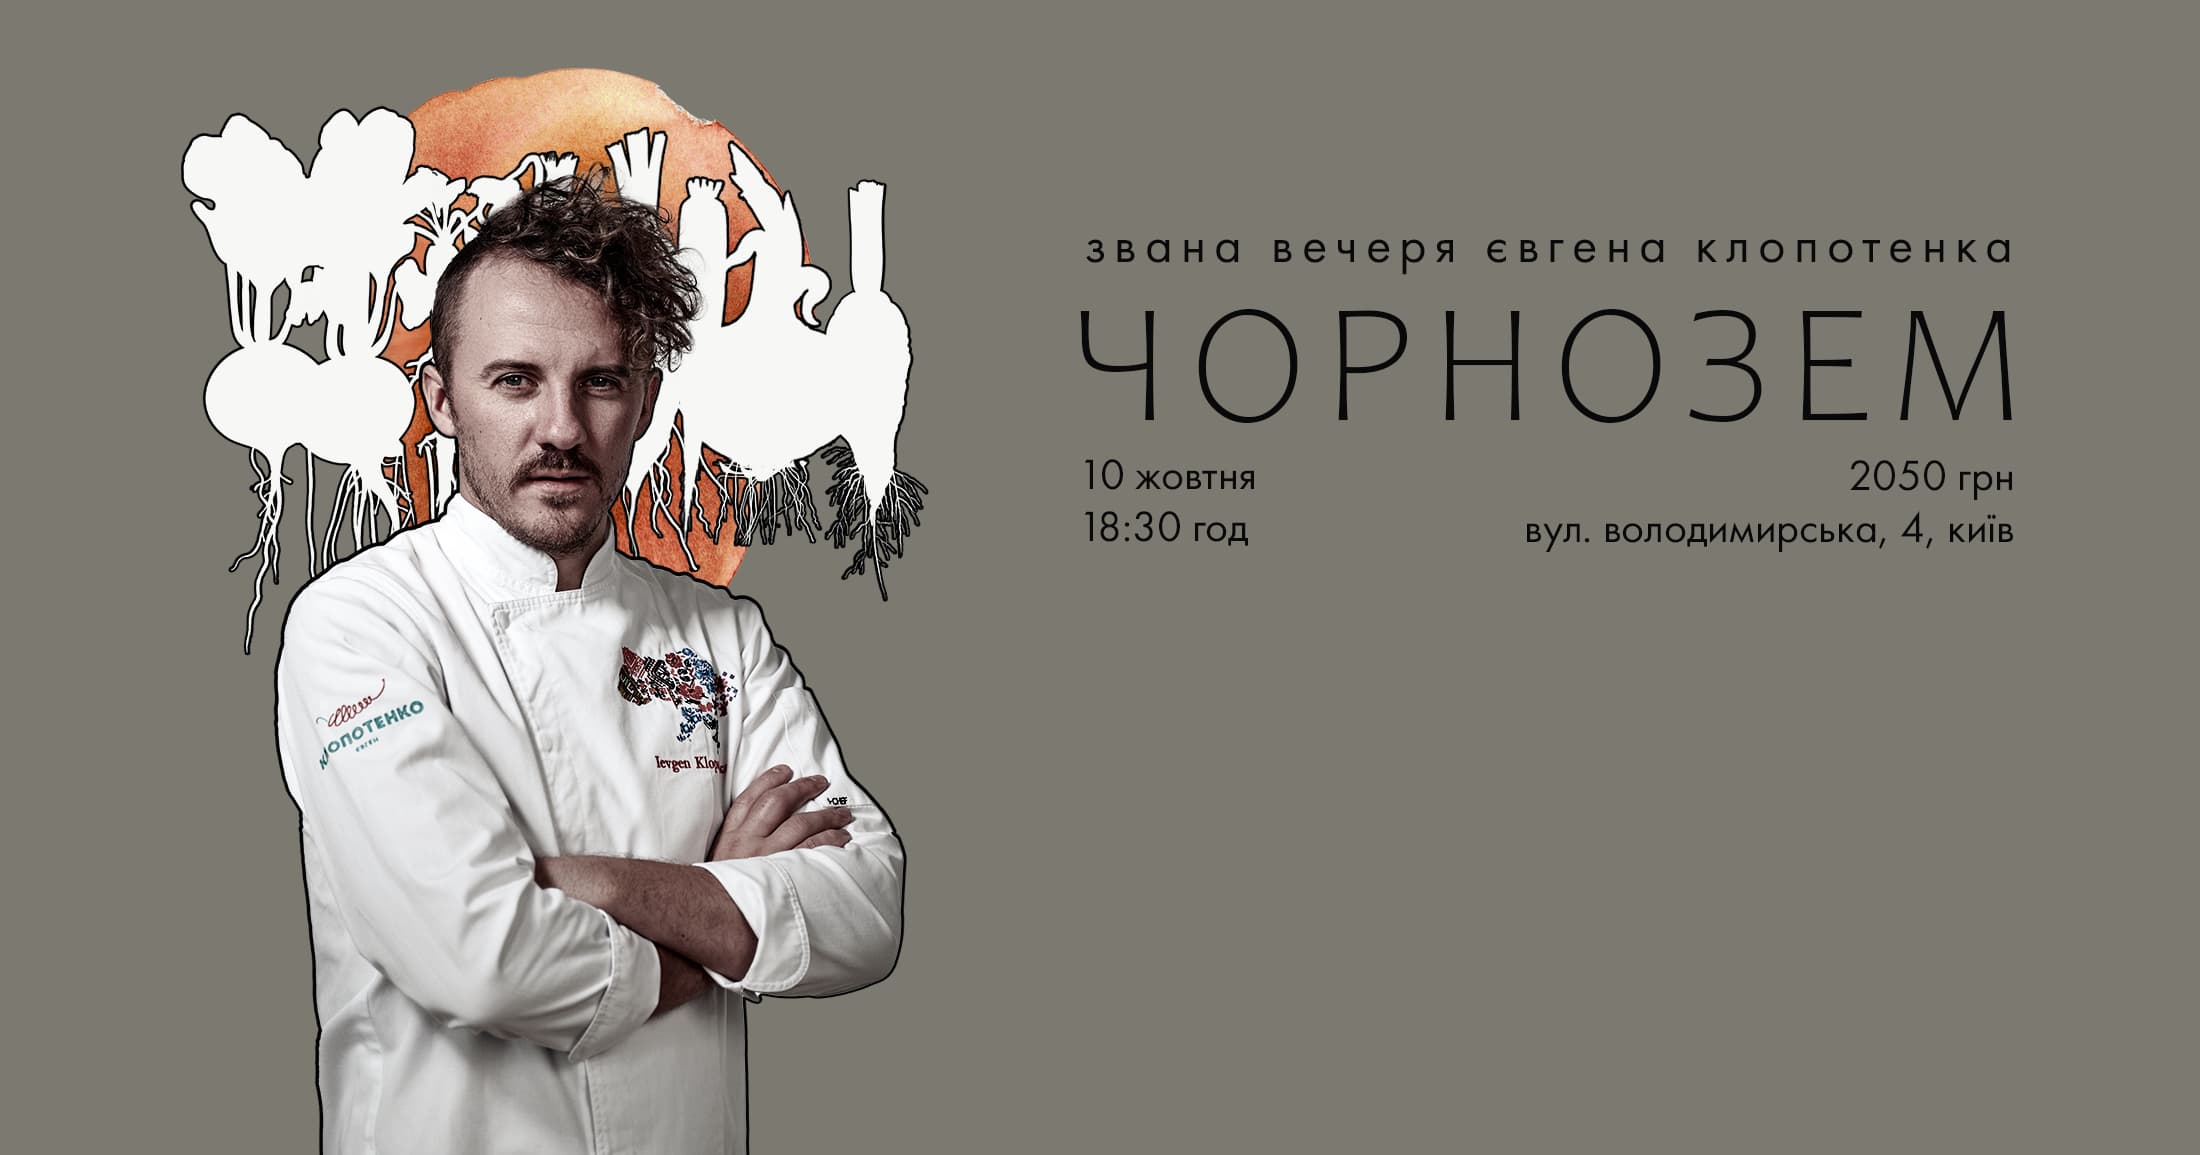 звана вечеря євгена клопотенка
ЧОРНОЗЕМ
10 жовтня
2050 грн
18:30 год
вул. володимирська, 4, київ
КЛОПОТЕНКО
ЄВГЕН
Ievgen